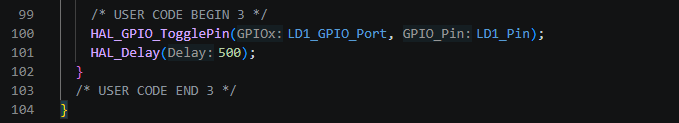 99 /* USER CODE BEGIN 3 */
100 HAL_GPIO_TogglePin(GPIOx: LD1_GPIO_Port, GPIO_Pin: LD1_Pin);
101 HAL_Delay(Delay: 500);
102 }
103 /* USER CODE END 3 */
104 }